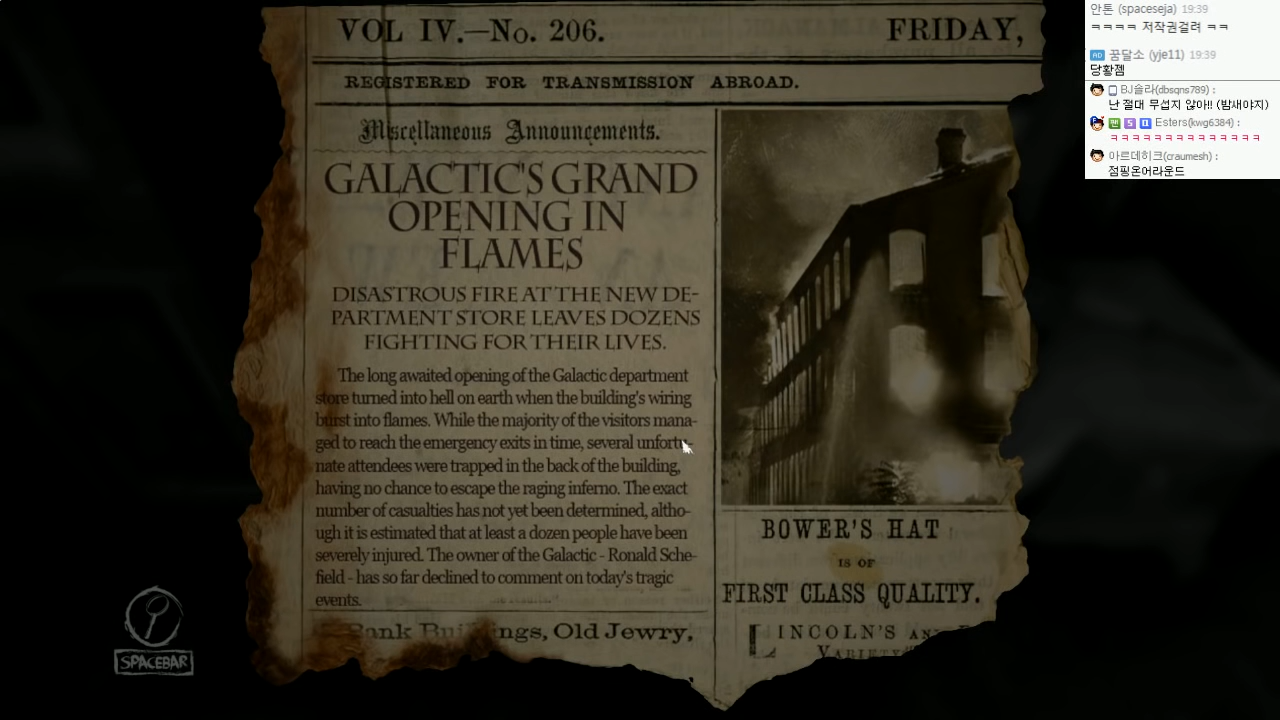 VOL IV.—No. 206. FRIDAY,
REGISTERED FOR TRANSMISSION ABROAD.
Miscellaneous Announcements.
GALACTIC'S GRAND
OPENING IN
FLAMES
DISASTROUS FIRE AT THE NEW DE-
PARTMENT STORE LEAVES DOZENS
FIGHTING FOR THEIR LIVES.
The long awaited opening of the Galactic department
store turned into hell on earth when the building's wiring
burst into flames. While the majority of the visitors mana-
ged to reach the emergency exits in time, several unfortu-
nate attendees were trapped in the back of the building,
having no chance to escape the raging inferno. The exact
number of casualties has not yet been determined, altho-
ugh it is estimated that at least a dozen people have been
severely injured. The owner of the Galactic - Ronald Sche-
field - has so far declined to comment on today's tragic
events.
Bank Buildings, Old Jewry,
BOWER'S HAT
IS OF
FIRST CLASS QUALITY.
LINCOLN'S
VARIETY
SPACEBAR
안톤 (spaceseja) 19:39
ㅋㅋㅋㅋ 저작권걸려 ㅋㅋ
AD 꿈달소 (yje11) 19:39
당황젬
BJ솔라(dbsqns789) :
난 절대 무섭지 않아!! (밤새야지)
팬 S Esters(kwg6384) :
ㅋㅋㅋㅋㅋㅋㅋㅋㅋㅋㅋㅋㅋㅋ
아르데히크(craumesh) :
점핑온어라운드